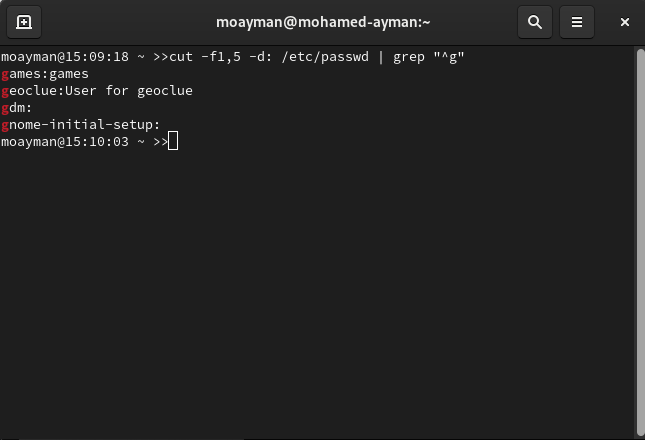 moayman@mohamed-ayman:~
moayman@15:09:18 ~ >>cut -f1,5 -d: /etc/passwd | grep "^g"
games:games
geoclue:User for geoclue
gdm:
gnome-initial-setup:
moayman@15:10:03 ~ >>